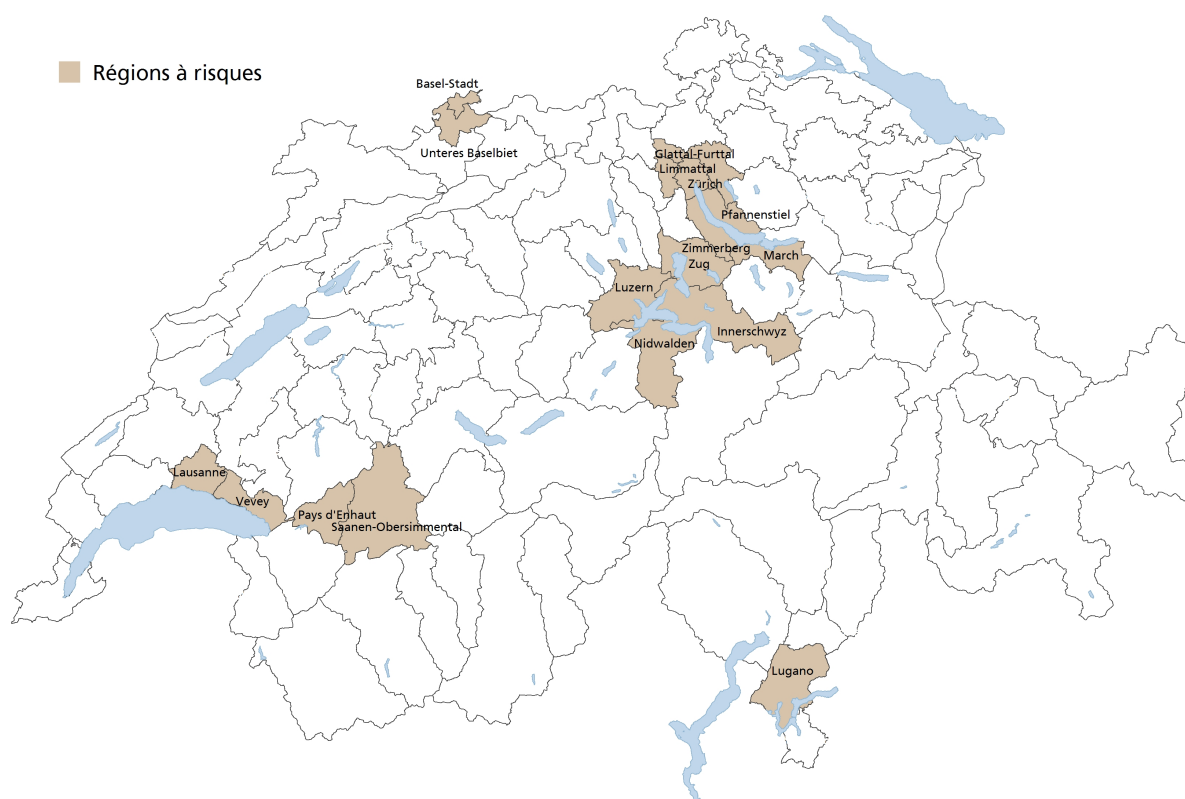 Régions à risques
Basel-Stadt
Unteres Baselbiet
Glattal-Furttal
Limmattal
Zürich
Pfannenstiel
Zimmerberg
March
Zug
Luzern
Innerschwyz
Nidwalden
Lausanne
Vevey
Pays d'Enhaut
Saanen-Obersimmental
Lugano